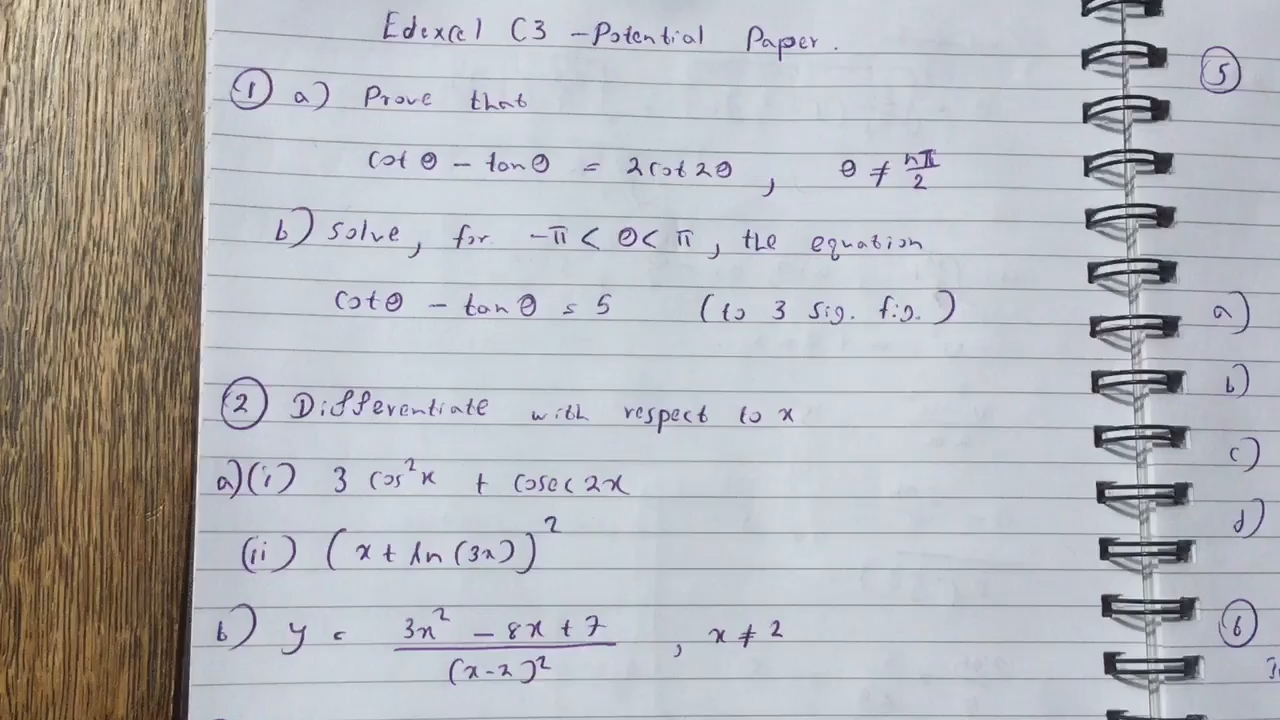 Edexcel C3 - Potential Paper.
① a) Prove that
cot θ - tan θ = 2 cot 2θ , θ ≠ nπ/2
b) solve, for -π < θ < π, the equation
cot θ - tan θ = 5 (to 3 sig. fig.)
② Differentiate with respect to x
a)(i) 3 cos²x + cosec 2x
(ii) (x + ln(3x))²
b) y = (3x² - 8x + 7)/(x-2)² , x ≠ 2
⑤
a)
b)
c)
d)
⑥